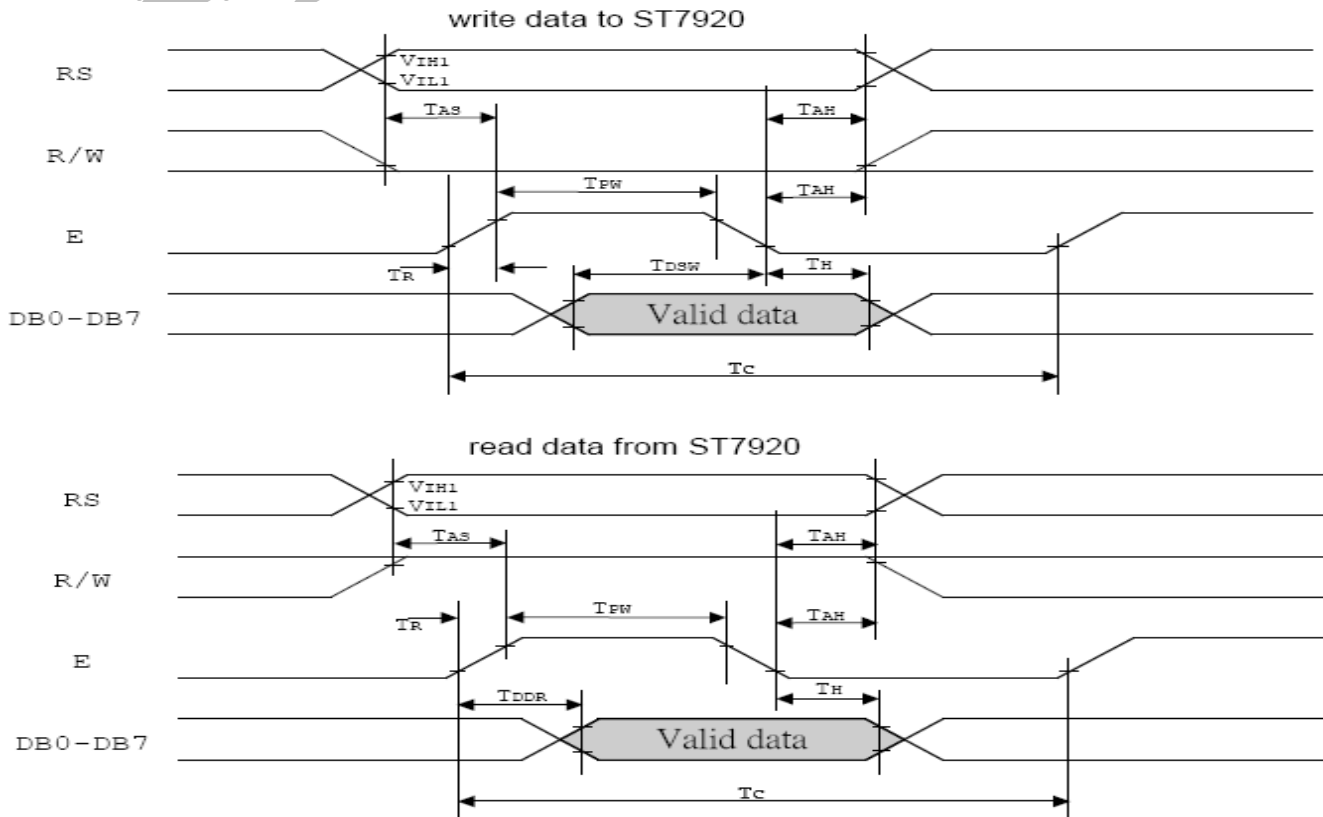 write data to ST7920
RS
VIH1
VIL1
TAS
TAH
R/W
TPW
TAH
E
TR
TDSW
TH
DB0-DB7
Valid data
TC
read data from ST7920
RS
VIH1
VIL1
TAS
TAH
R/W
TPW
TR
TAH
E
TDDR
TH
DB0-DB7
Valid data
TC